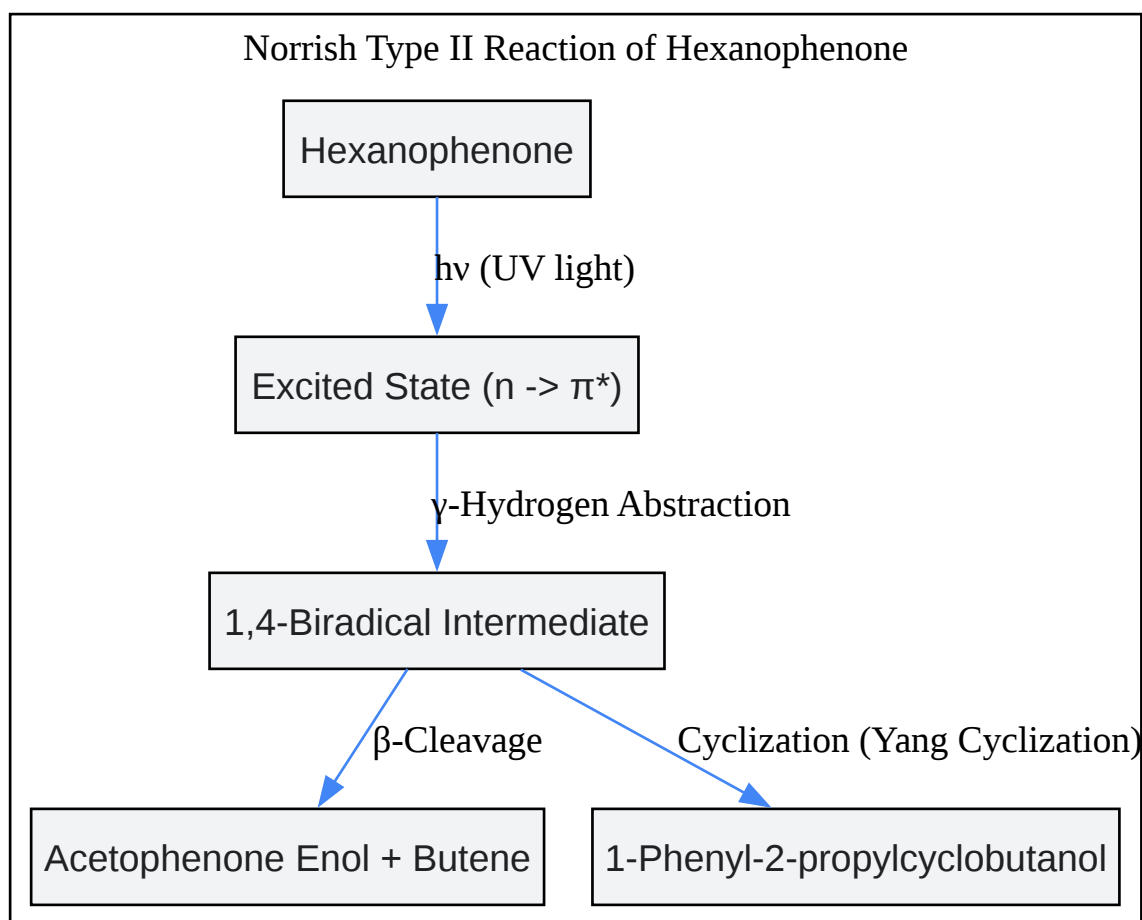 Norrish Type II Reaction of Hexanophenone
Hexanophenone
hν (UV light)
Excited State (n -> π*)
γ-Hydrogen Abstraction
1,4-Biradical Intermediate
β-Cleavage
Cyclization (Yang Cyclization)
Acetophenone Enol + Butene
1-Phenyl-2-propylcyclobutanol